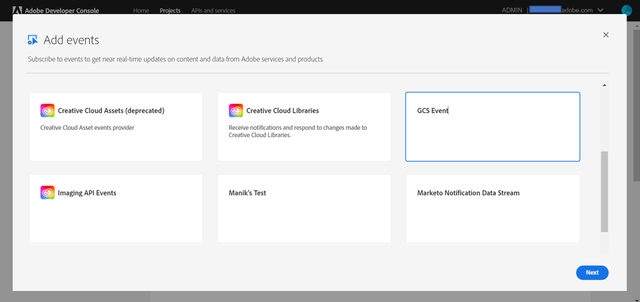 Adobe Developer Console
Home
Projects
APIs and services
ADMIN
adobe.com
Add events
Subscribe to events to get near real-time updates on content and data from Adobe services and products.
Creative Cloud Assets (deprecated)
Creative Cloud Asset events provider
Creative Cloud Libraries
Receive notifications and respond to changes made to
Creative Cloud Libraries.
GCS Event
Imaging API Events
Manik's Test
Marketo Notification Data Stream
Next